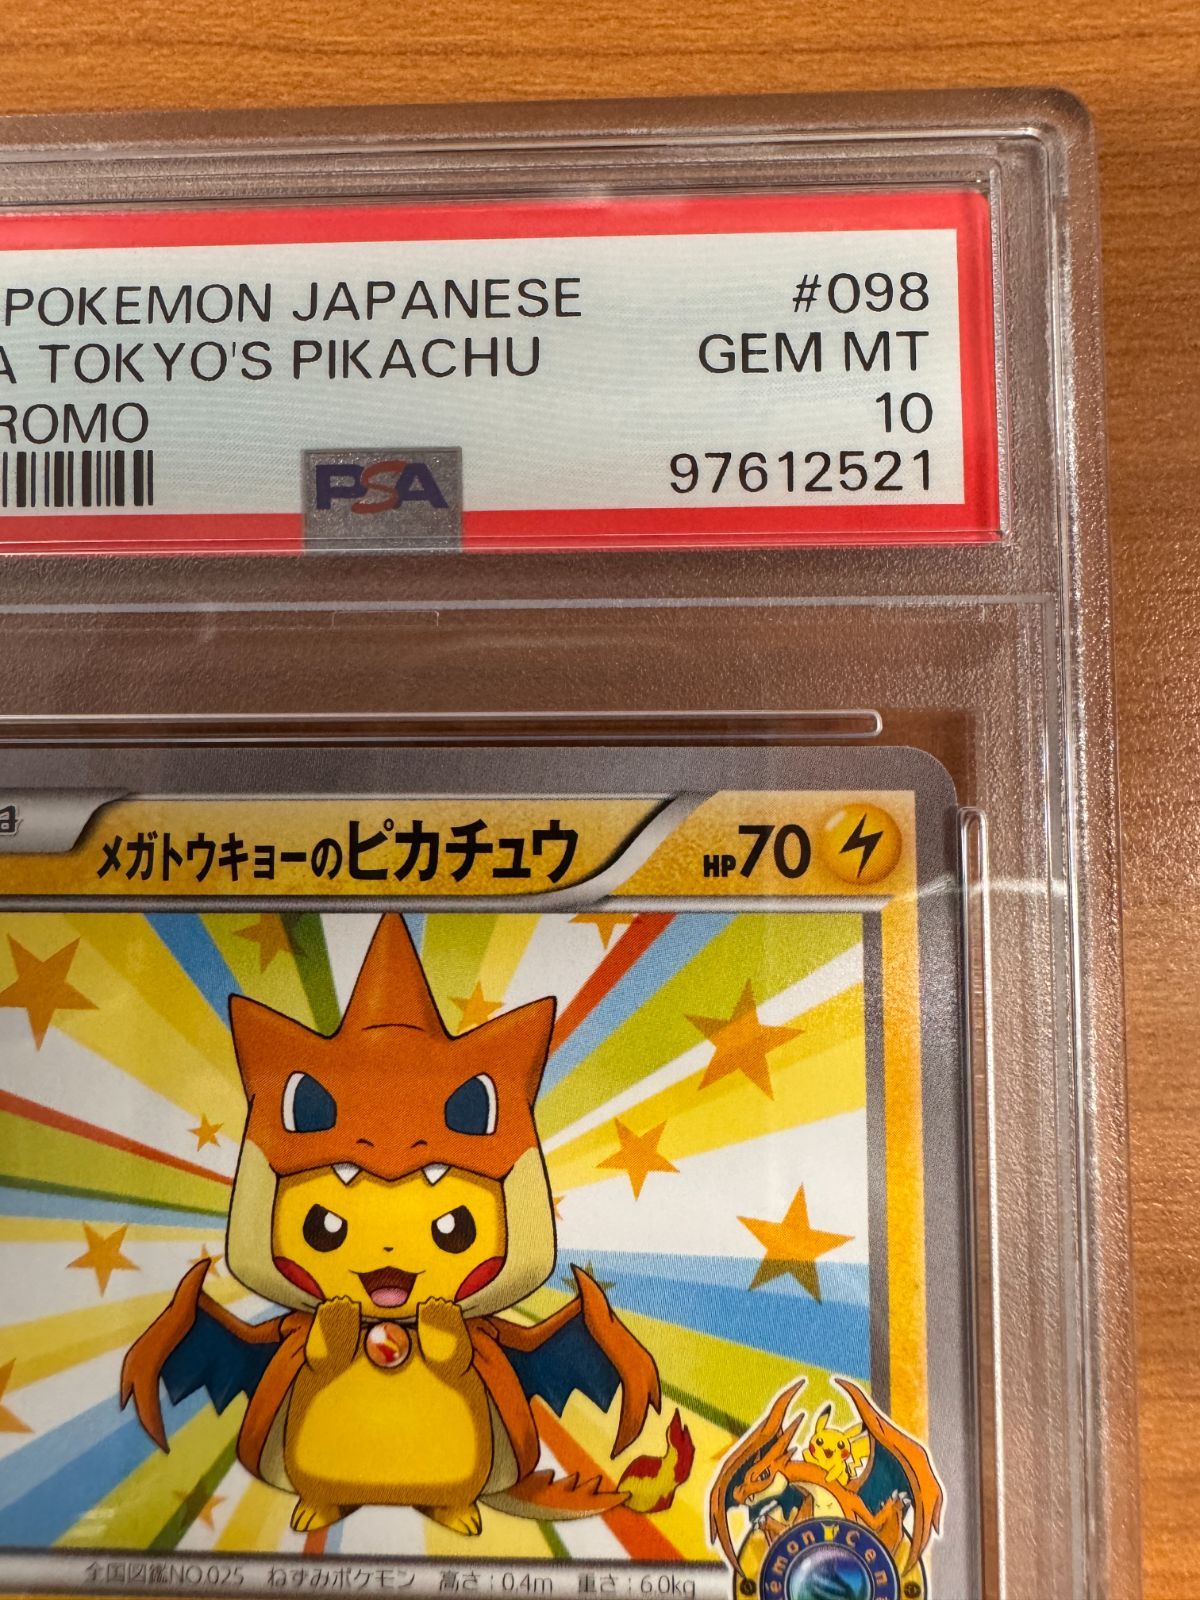 POKEMON JAPANESE #098
A TOKYO'S PIKACHU GEM MT
ROMO 10
PSA 97612521
メガトウキョーのピカチュウ HP70
全国図鑑NO.025 ねずみポケモン 高さ:0.4m 重さ:6.0kg